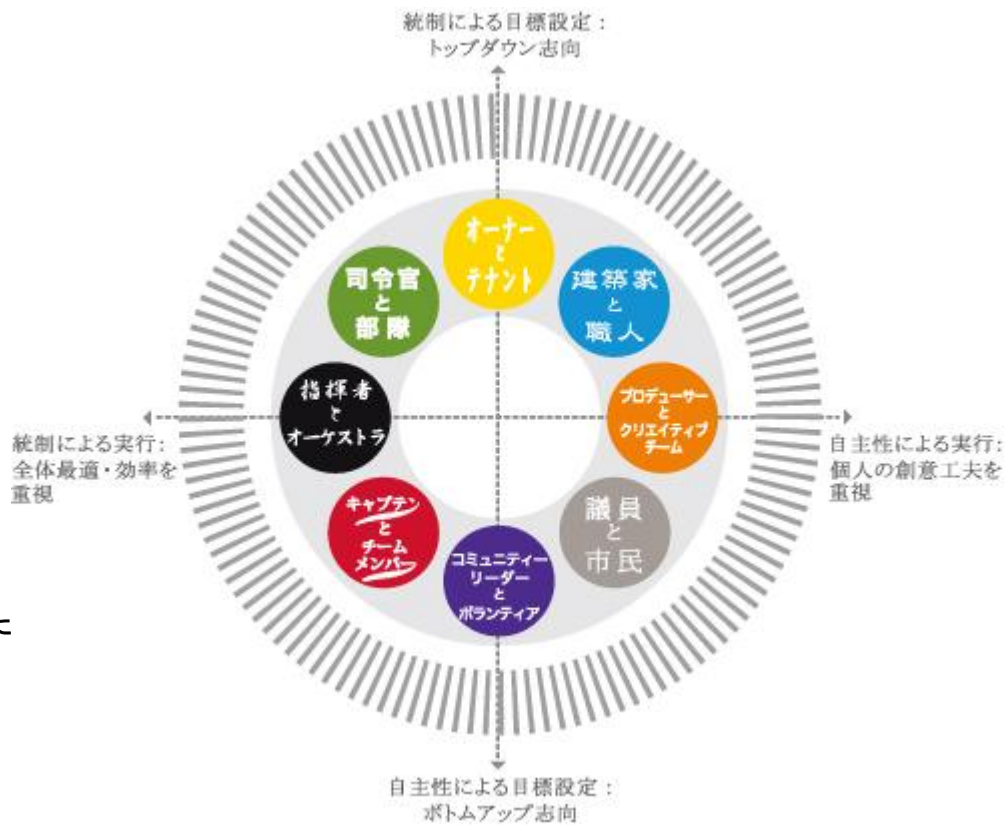 統制による目標設定：
トップダウン志向
オーナー
と
テナント
司令官
と
部隊
建築家
と
職人
指揮者
と
オーケストラ
プロデューサー
と
クリエイティブ
チーム
統制による実行：
全体最適・効率を
重視
自主性による実行：
個人の創意工夫を
重視
キャプテン
と
チーム
メンバー
議員
と
市民
コミュニティー
リーダー
と
ボランティア
に
自主性による目標設定：
ボトムアップ志向